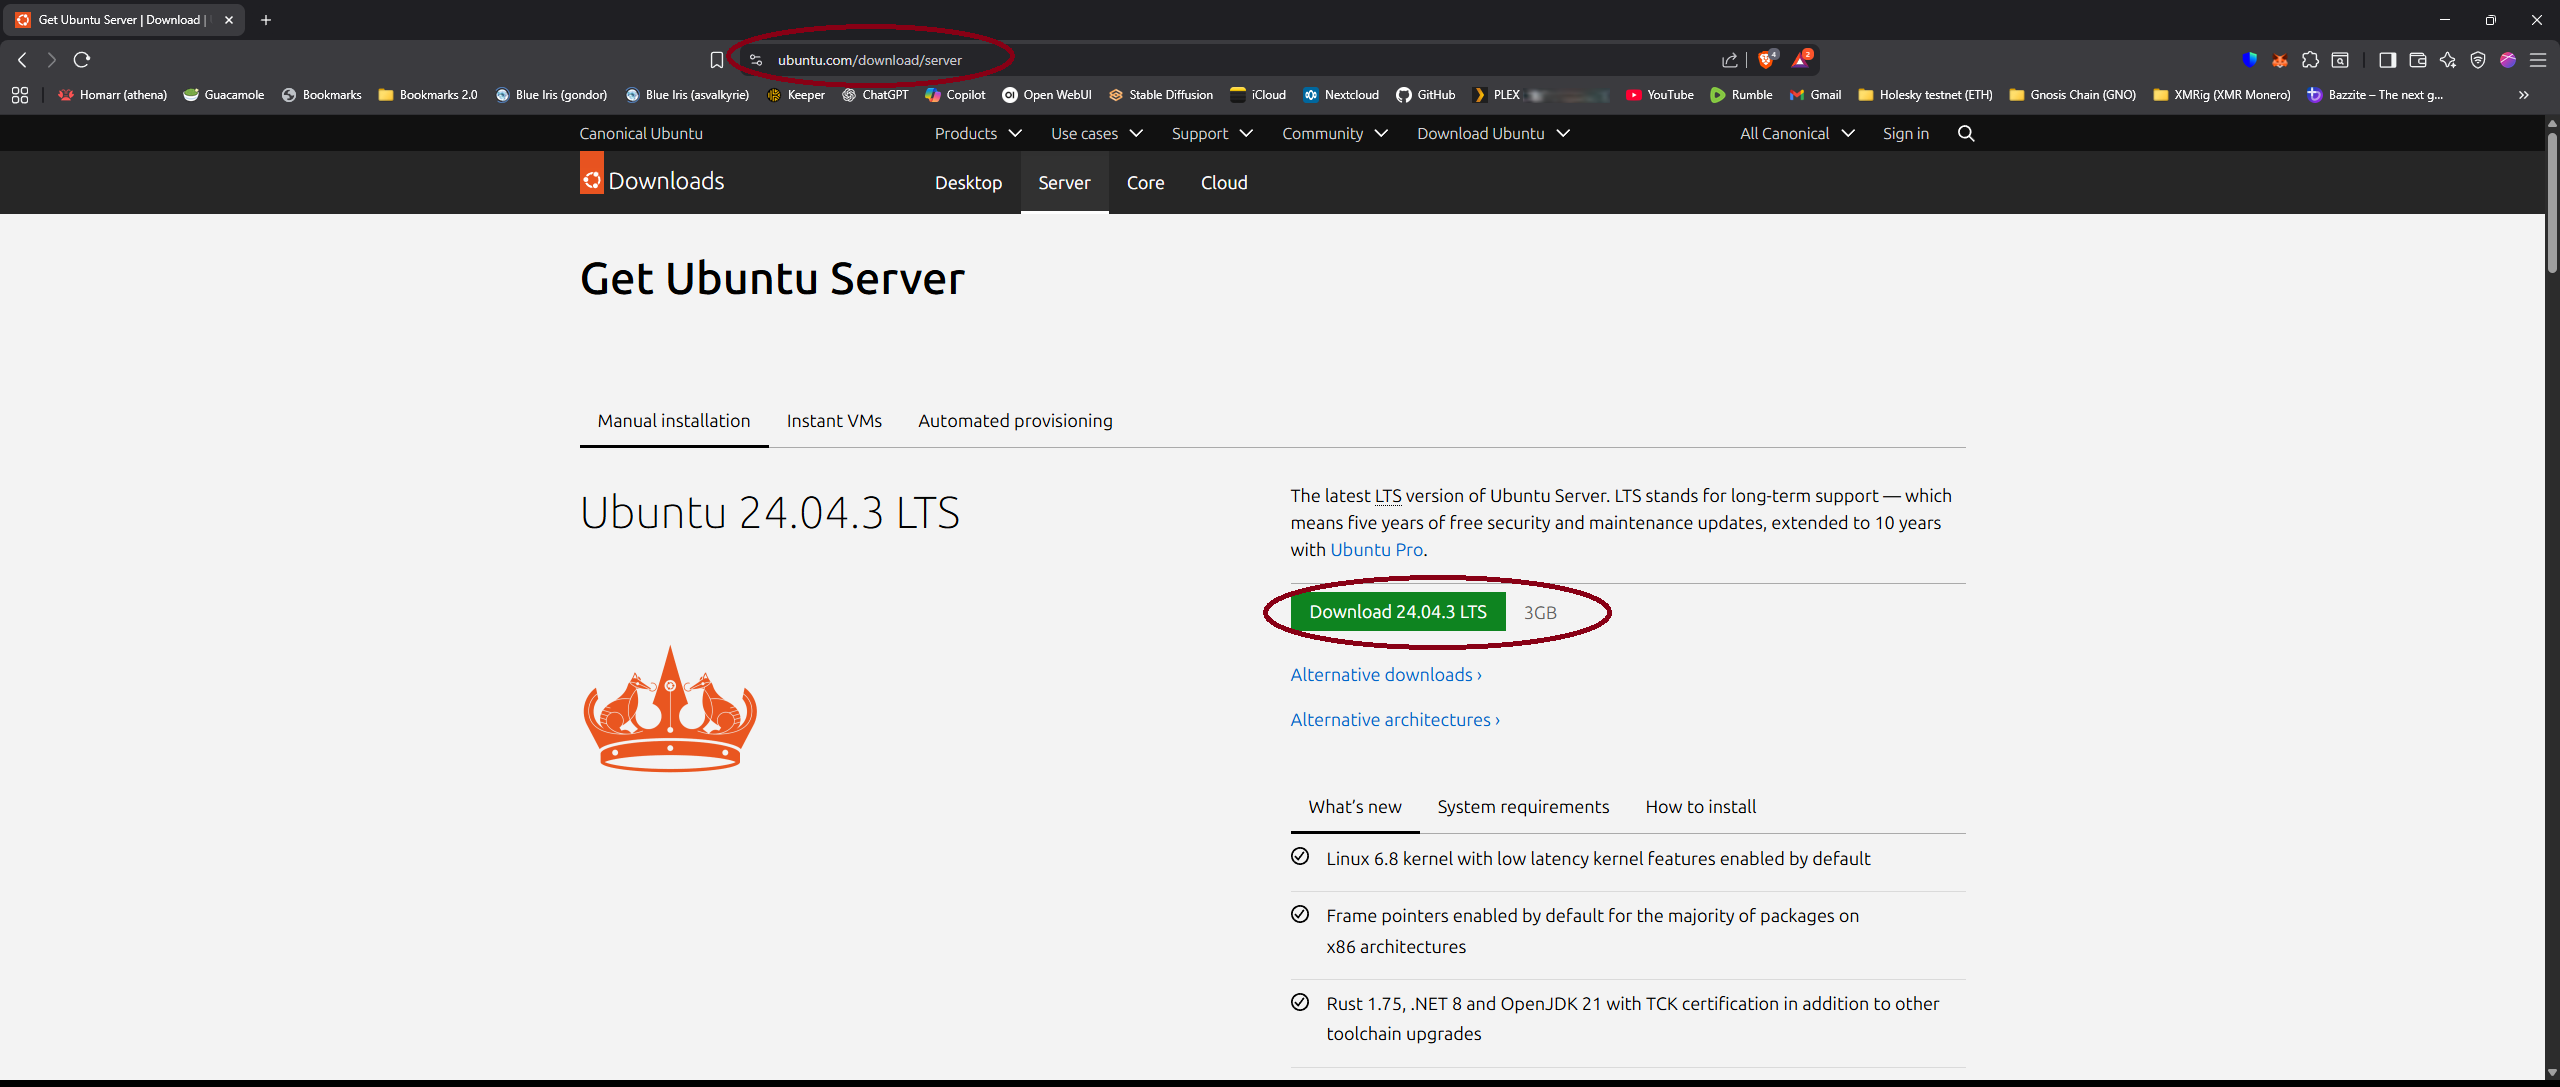 Get Ubuntu Server | Download |
ubuntu.com/download/server
4
2
Homarr (athena)
Guacamole
Bookmarks
Bookmarks 2.0
Blue Iris (gondor)
Blue Iris (asvalkyrie)
Keeper
ChatGPT
Copilot
Open WebUI
Stable Diffusion
iCloud
Nextcloud
GitHub
PLEX
YouTube
Rumble
Gmail
Holesky testnet (ETH)
Gnosis Chain (GNO)
XMRig (XMR Monero)
Bazzite – The next g...
Canonical Ubuntu
Products
Use cases
Support
Community
Download Ubuntu
All Canonical
Sign in
Downloads
Desktop
Server
Core
Cloud
Get Ubuntu Server
Manual installation
Instant VMs
Automated provisioning
Ubuntu 24.04.3 LTS
The latest LTS version of Ubuntu Server. LTS stands for long-term support — which
means five years of free security and maintenance updates, extended to 10 years
with Ubuntu Pro.
Download 24.04.3 LTS
3GB
Alternative downloads ›
Alternative architectures ›
What's new
System requirements
How to install
Linux 6.8 kernel with low latency kernel features enabled by default
Frame pointers enabled by default for the majority of packages on
x86 architectures
Rust 1.75, .NET 8 and OpenJDK 21 with TCK certification in addition to other
toolchain upgrades